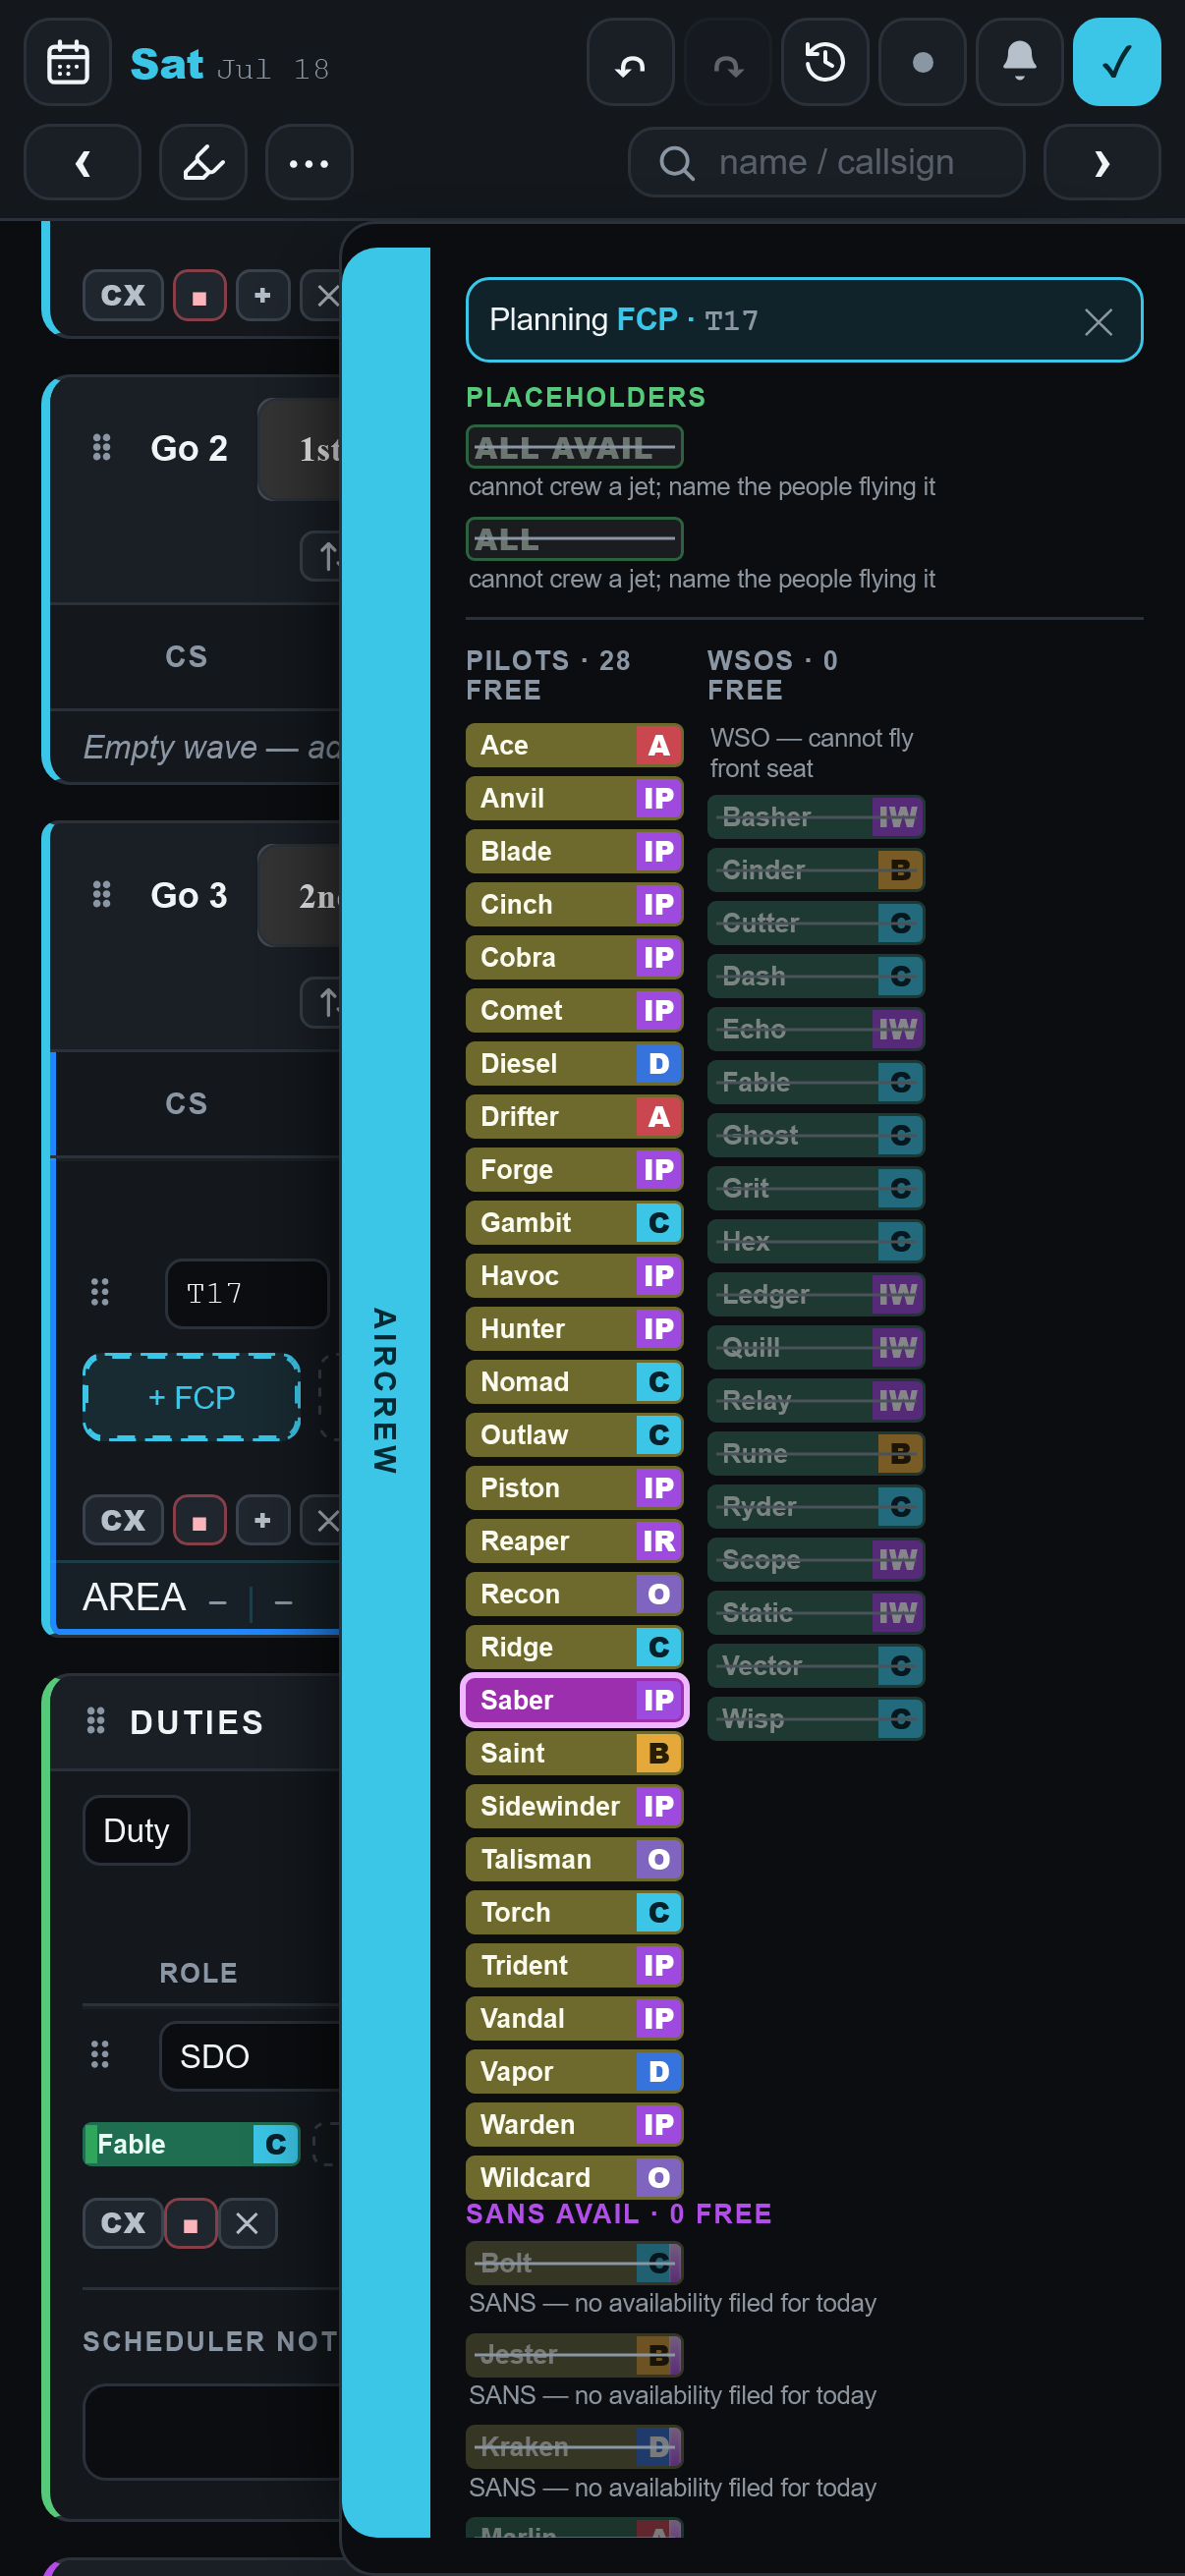 Sat Jul 18
name / callsign
CX
Planning FCP · T17
PLACEHOLDERS
ALL AVAIL
cannot crew a jet; name the people flying it
ALL
cannot crew a jet; name the people flying it
Go 2
1st
CS
Empty wave —
Go 3
CS
T17
+ FCP
CX
AREA – | –
DUTIES
Duty
ROLE
SDO
Fable C
CX
SCHEDULER
AIRCREW
PILOTS · 28
FREE
Ace A
Anvil IP
Blade IP
Cinch IP
Cobra IP
Comet IP
Diesel D
Drifter A
Forge IP
Gambit C
Havoc IP
Hunter IP
Nomad C
Outlaw C
Piston IP
Reaper IR
Recon O
Ridge C
Saber IP
Saint B
Sidewinder IP
Talisman O
Torch C
Trident IP
Vandal IP
Vapor D
Warden IP
Wildcard O
WSOS · 0
FREE
WSO — cannot fly
front seat
Basher IW
Cinder B
Cutter C
Dash C
Echo IW
Fable C
Ghost C
Grit C
Hex C
Ledger IW
Quill IW
Relay IW
Rune B
Ryder C
Scope IW
Static IW
Vector C
Wisp C
SANS AVAIL · 0 FREE
Bolt C
SANS — no availability filed for today
Jester B
SANS — no availability filed for today
Kraken D
SANS — no availability filed for today
Marlin A